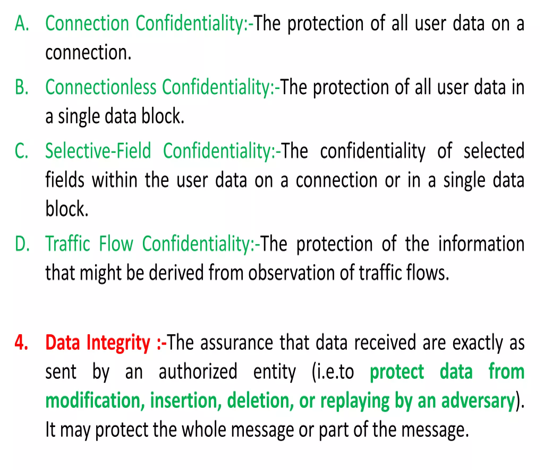 A. Connection Confidentiality:-The protection of all user data on a
connection.
B. Connectionless Confidentiality:-The protection of all user data in
a single data block.
C. Selective-Field Confidentiality:-The confidentiality of selected
fields within the user data on a connection or in a single data
block.
D. Traffic Flow Confidentiality:-The protection of the information
that might be derived from observation of traffic flows.
4. Data Integrity :-The assurance that data received are exactly as
sent by an authorized entity (i.e.to protect data from
modification, insertion, deletion, or replaying by an adversary).
It may protect the whole message or part of the message.